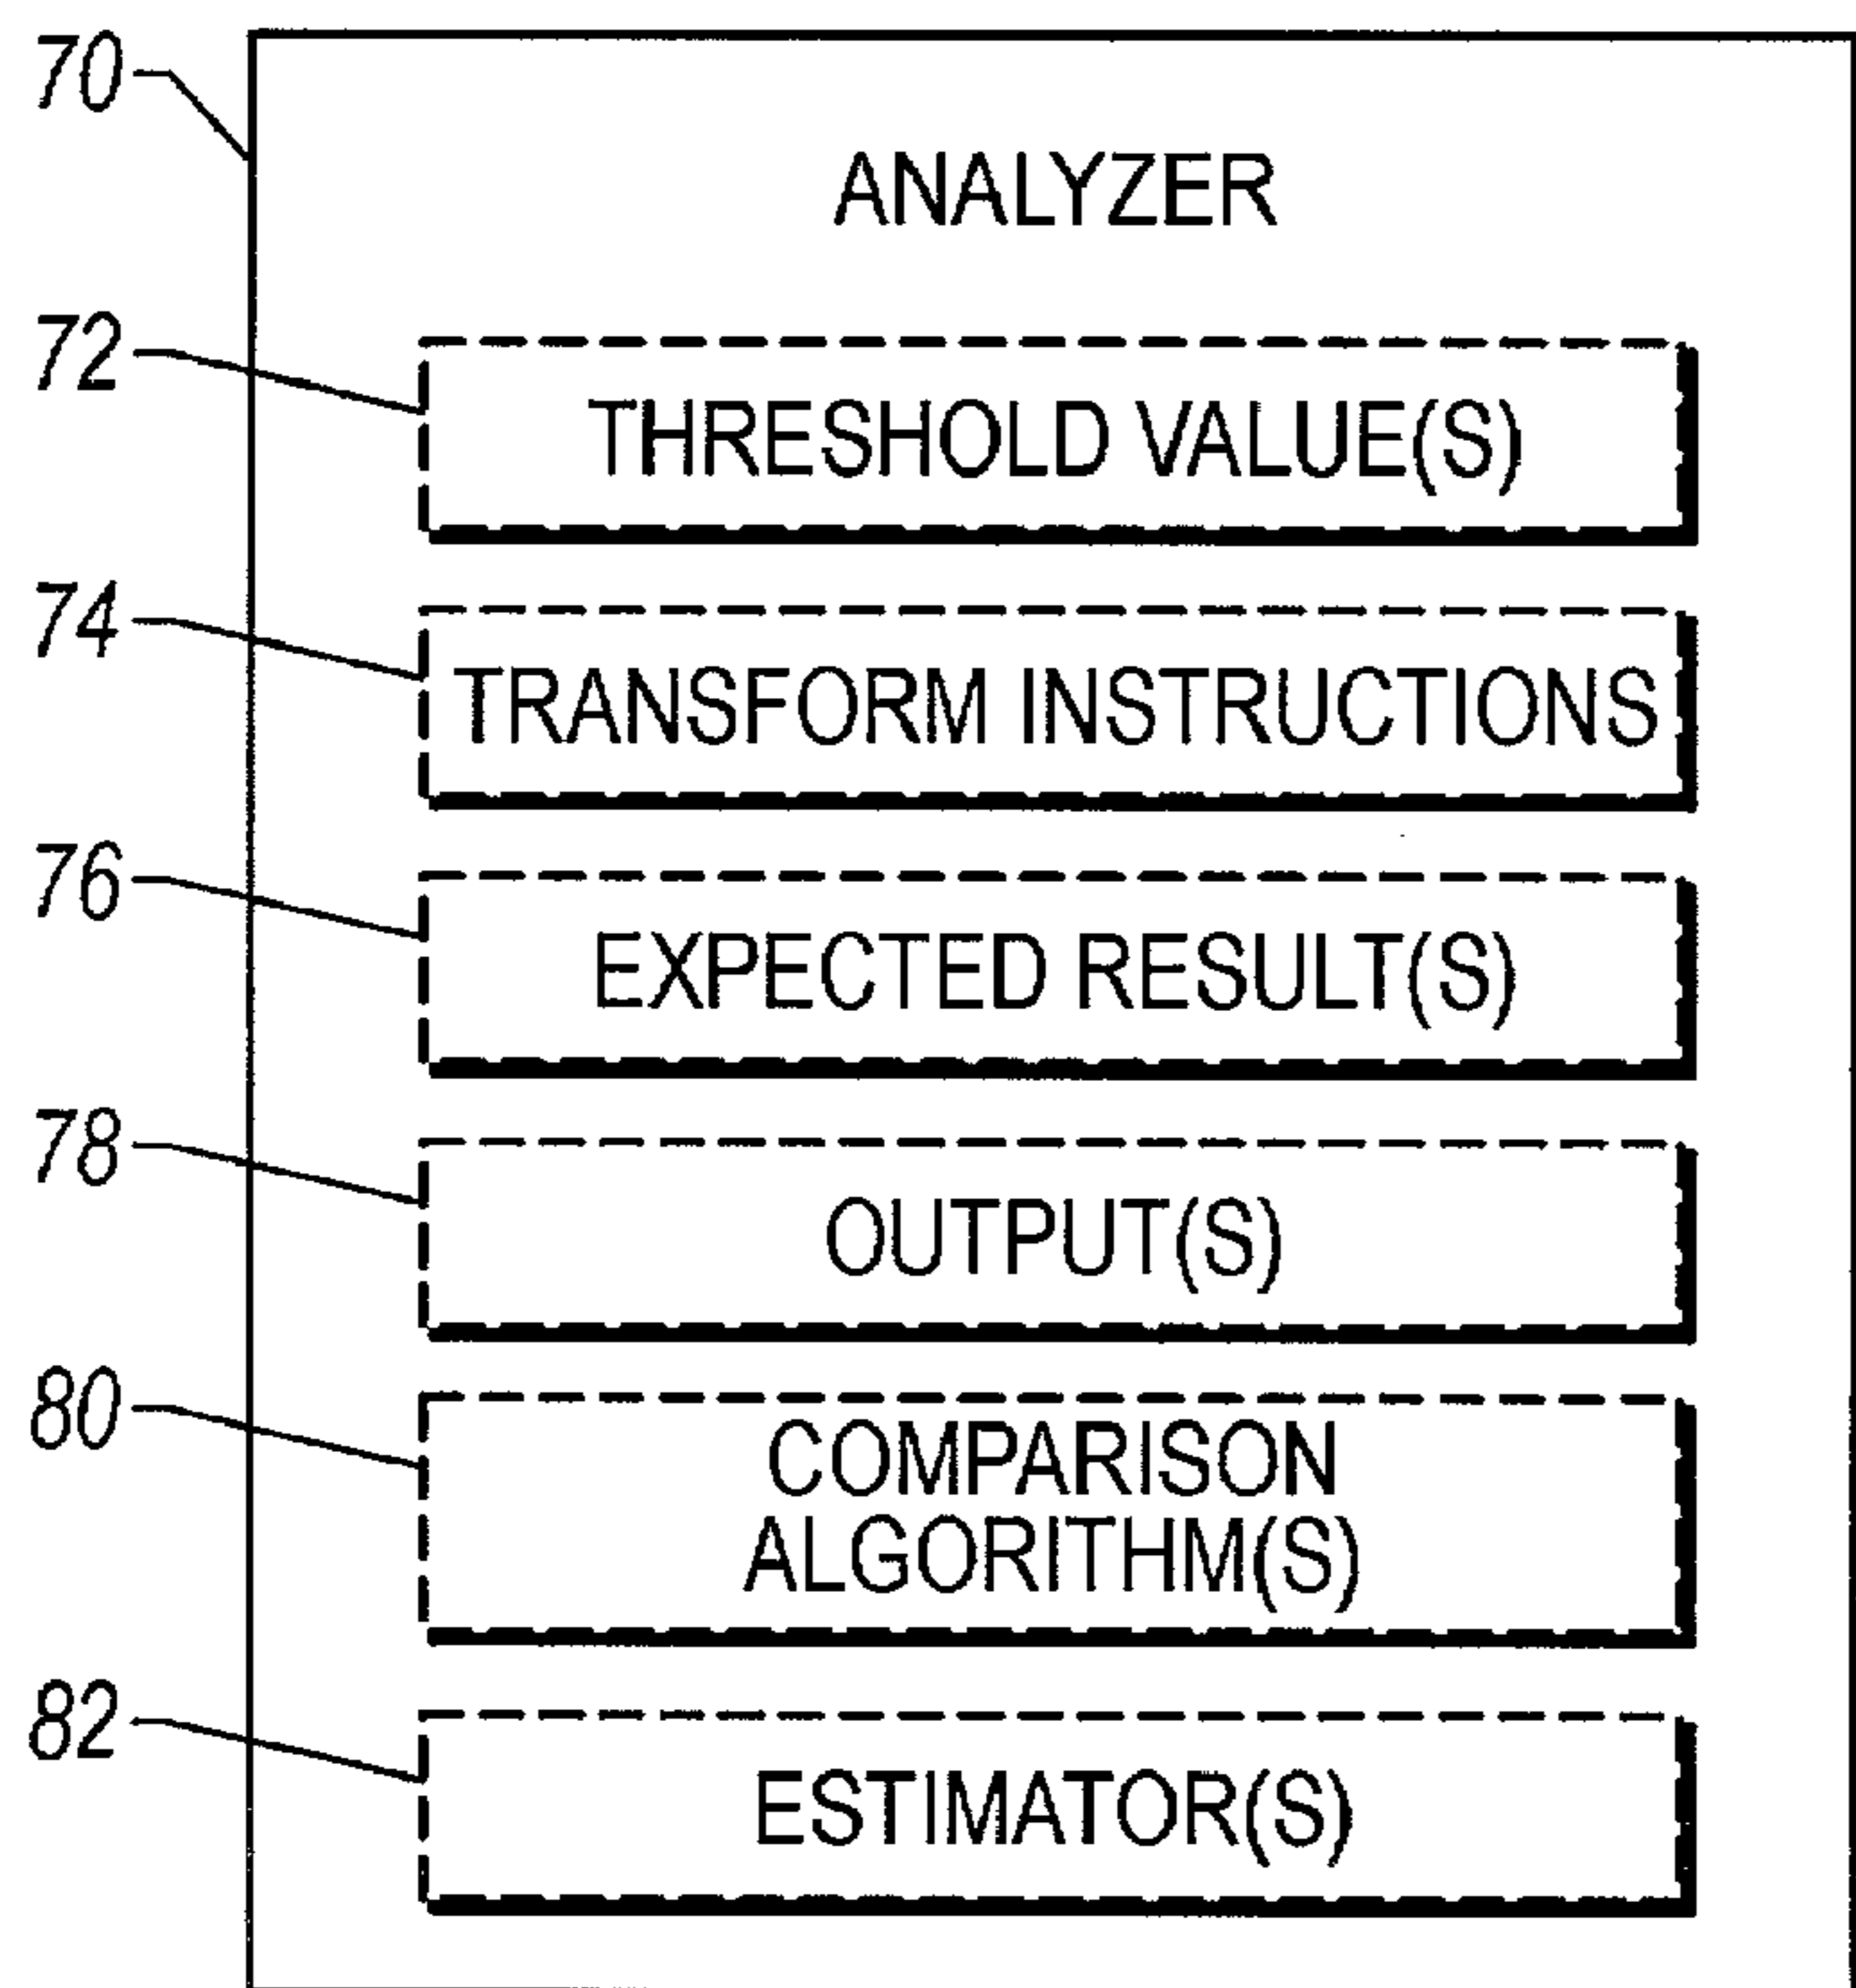 70
ANALYZER
72
THRESHOLD VALUE(S)
74
TRANSFORM INSTRUCTIONS
76
EXPECTED RESULT(S)
78
OUTPUT(S)
80
COMPARISON
ALGORITHM(S)
82
ESTIMATOR(S)